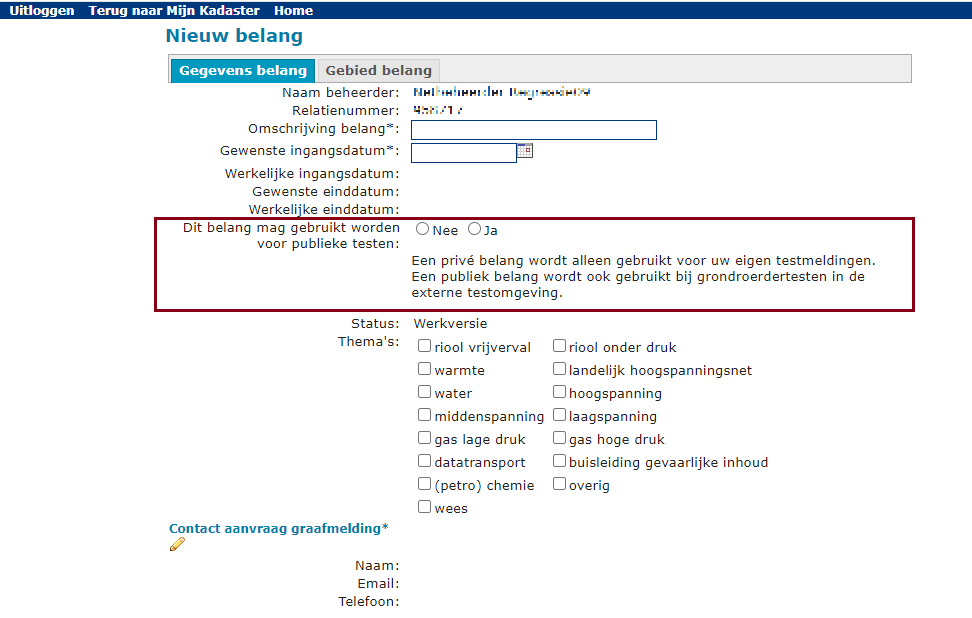 Uitloggen Terug naar Mijn Kadaster Home
Nieuw belang
Gegevens belang Gebied belang
Naam beheerder:
Relatienummer:
Omschrijving belang*:
Gewenste ingangsdatum*:
Werkelijke ingangsdatum:
Gewenste einddatum:
Werkelijke einddatum:
Dit belang mag gebruikt worden
voor publieke testen:
Nee Ja
Een privé belang wordt alleen gebruikt voor uw eigen testmeldingen.
Een publiek belang wordt ook gebruikt bij grondroerdertesten in de
externe testomgeving.
Status: Werkversie
Thema's:
riool vrijverval riool onder druk
warmte landelijk hoogspanningsnet
water hoogspanning
middenspanning laagspanning
gas lage druk gas hoge druk
datatransport buisleiding gevaarlijke inhoud
(petro) chemie overig
wees
Contact aanvraag graafmelding*
Naam:
Email:
Telefoon: